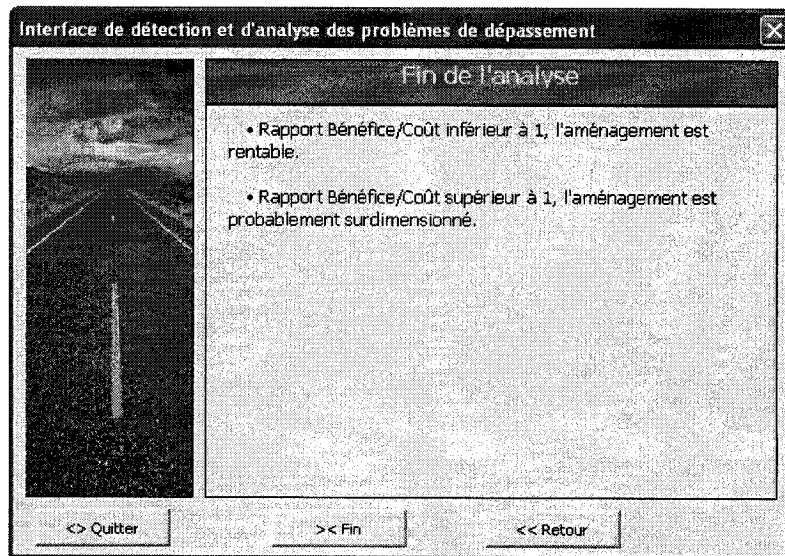 Interface de détection et d'analyse des problèmes de dépassement
Fin de l'analyse
• Rapport Bénéfice/Coût inférieur à 1, l'aménagement est
rentable.
• Rapport Bénéfice/Coût supérieur à 1, l'aménagement est
probablement surdimensionné.
<> Quitter
>< Fin
<< Retour